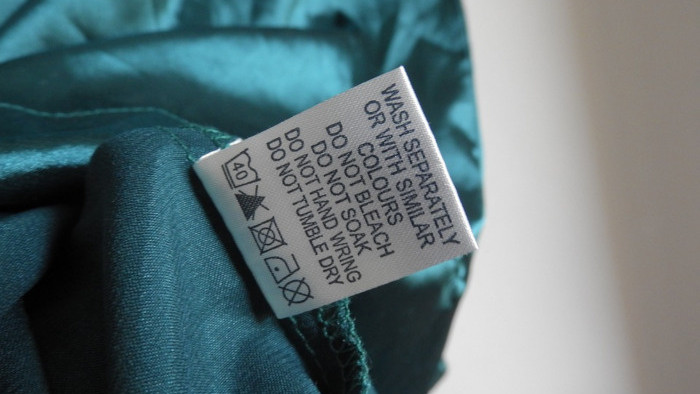 WASH SEPARATELY
OR WITH SIMILAR
COLOURS
DO NOT BLEACH
DO NOT SOAK
DO NOT HAND WRING
DO NOT TUMBLE DRY
40